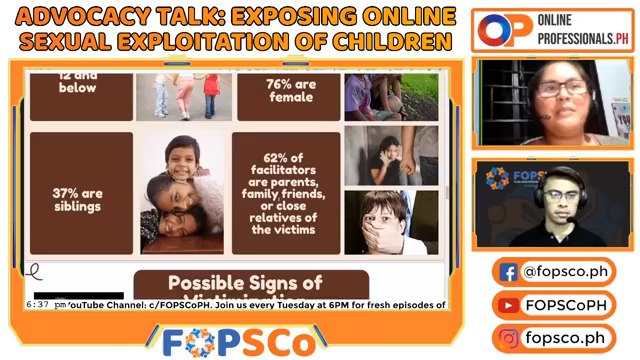 ADVOCACY TALK: EXPOSING ONLINE
SEXUAL EXPLOITATION OF CHILDREN
OP ONLINE
PROFESSIONALS.PH
12 and
below
76% are
female
37% are
siblings
62% of
facilitators
are parents,
family friends,
or close
relatives of
the victims
Possible Signs of
Victimization
6:37 pm YouTube Channel: c/FOPSCoPH. Join us every Tuesday at 6PM for fresh episodes of
FOPSCo
@fopsco.ph
FOPSCoPH
fopsco.ph